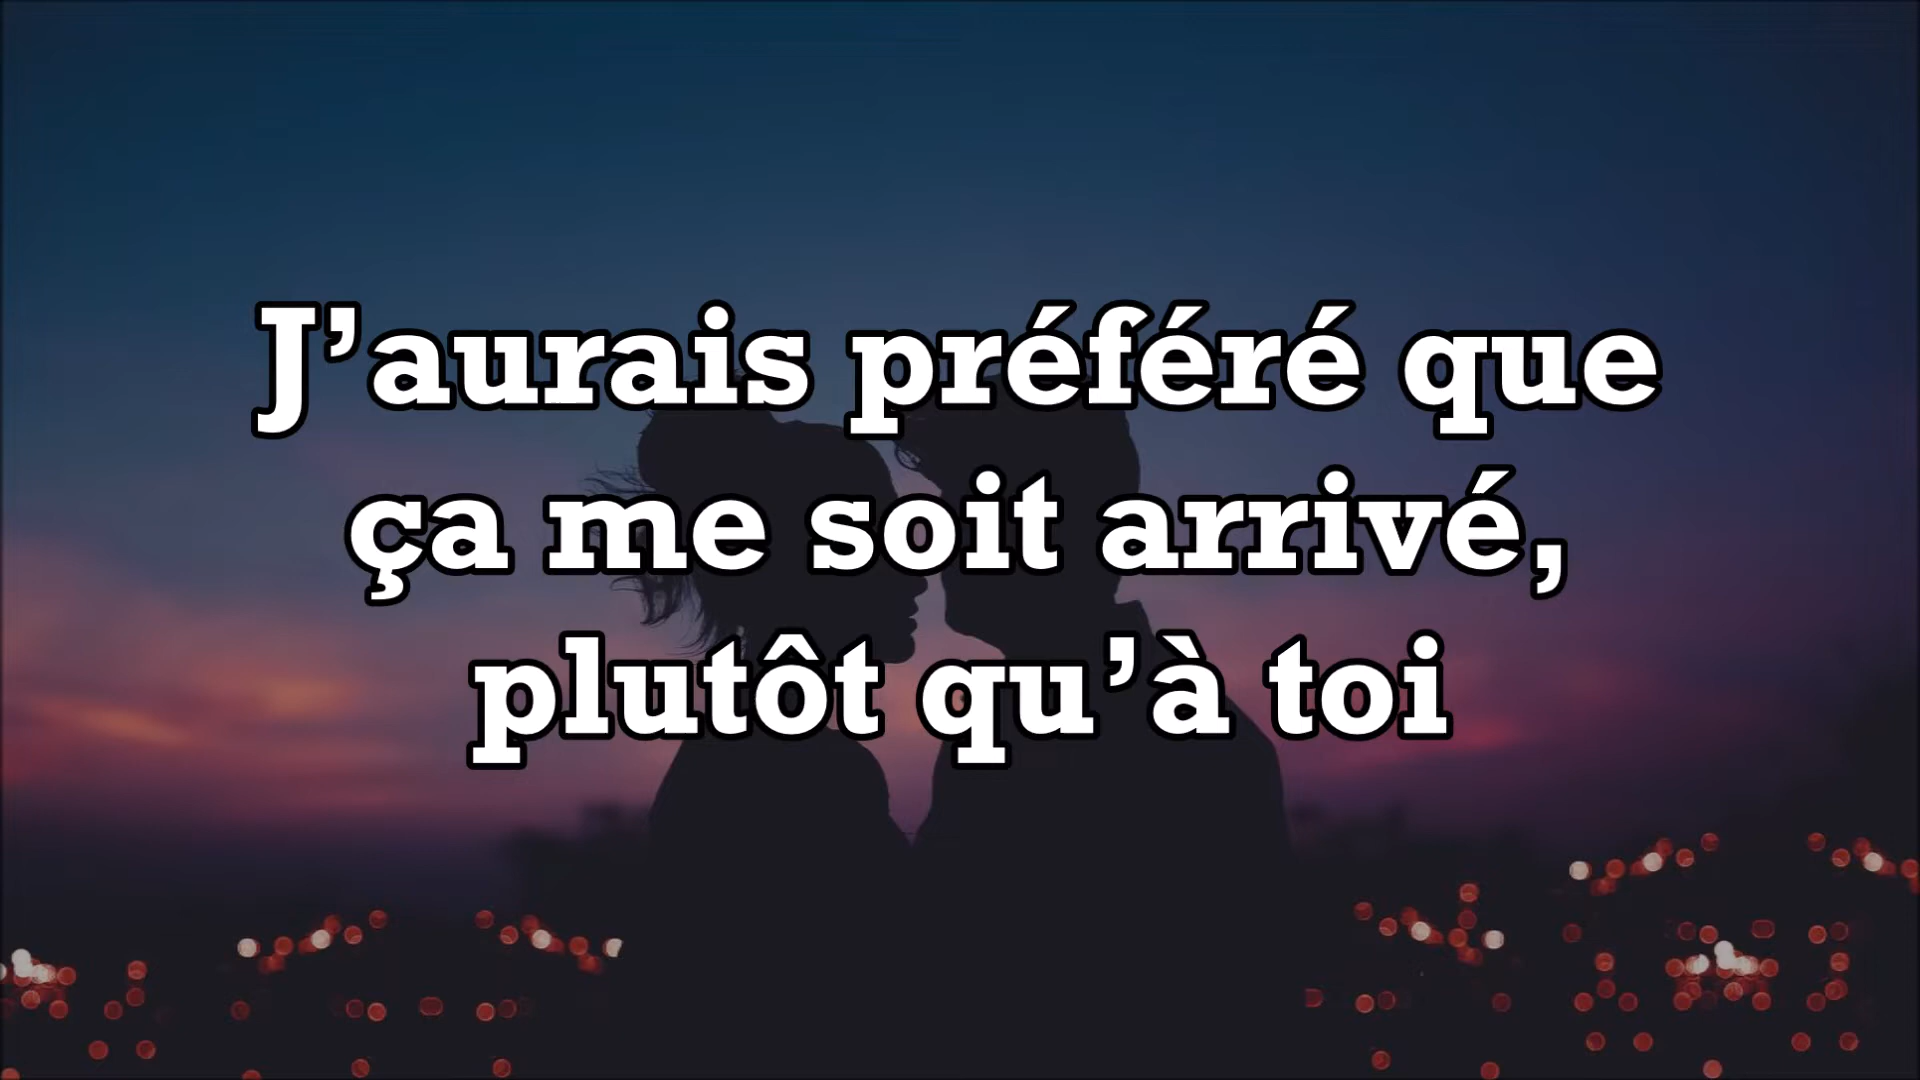 J’aurais préféré que
ça me soit arrivé,
plutôt qu’à toi